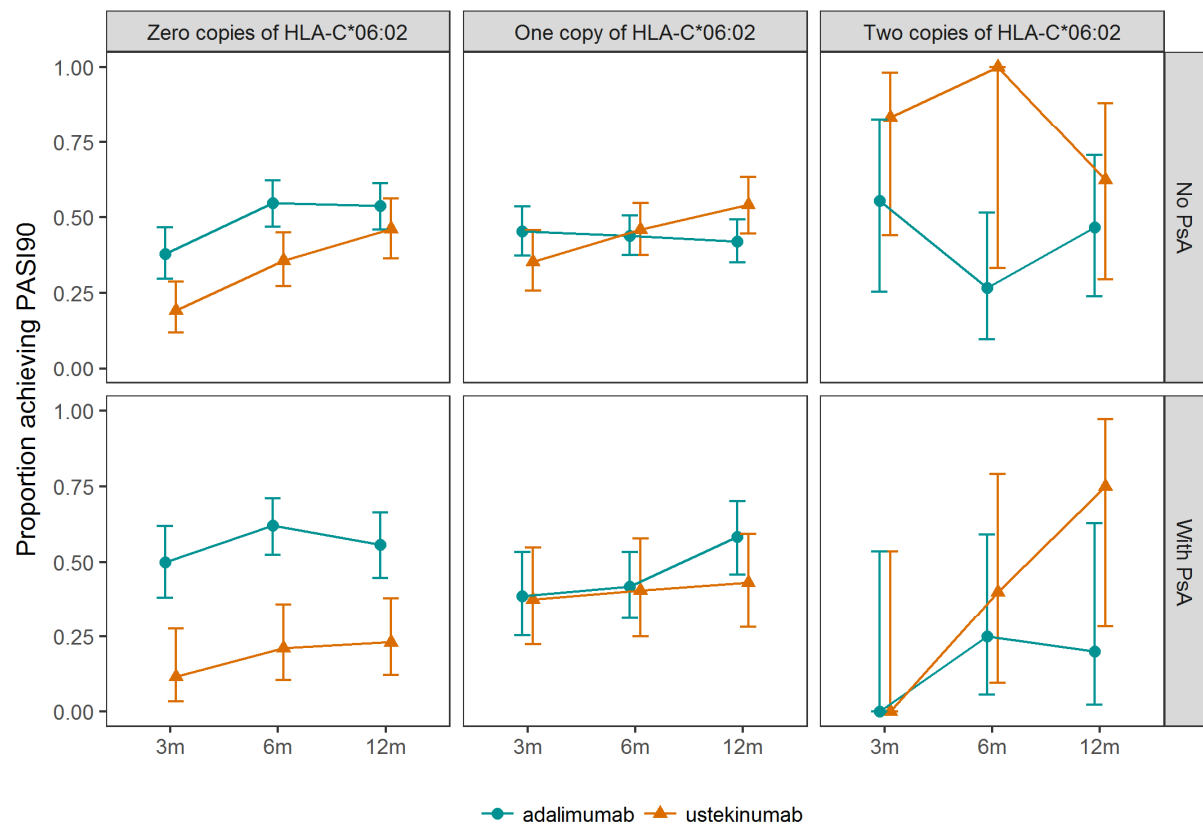 Zero copies of HLA-C*06:02
One copy of HLA-C*06:02
Two copies of HLA-C*06:02
Proportion achieving PASI90
1.00
0.75
0.50
0.25
0.00
No PsA
1.00
0.75
0.50
0.25
0.00
With PsA
3m 6m 12m
3m 6m 12m
3m 6m 12m
adalimumab ustekinumab